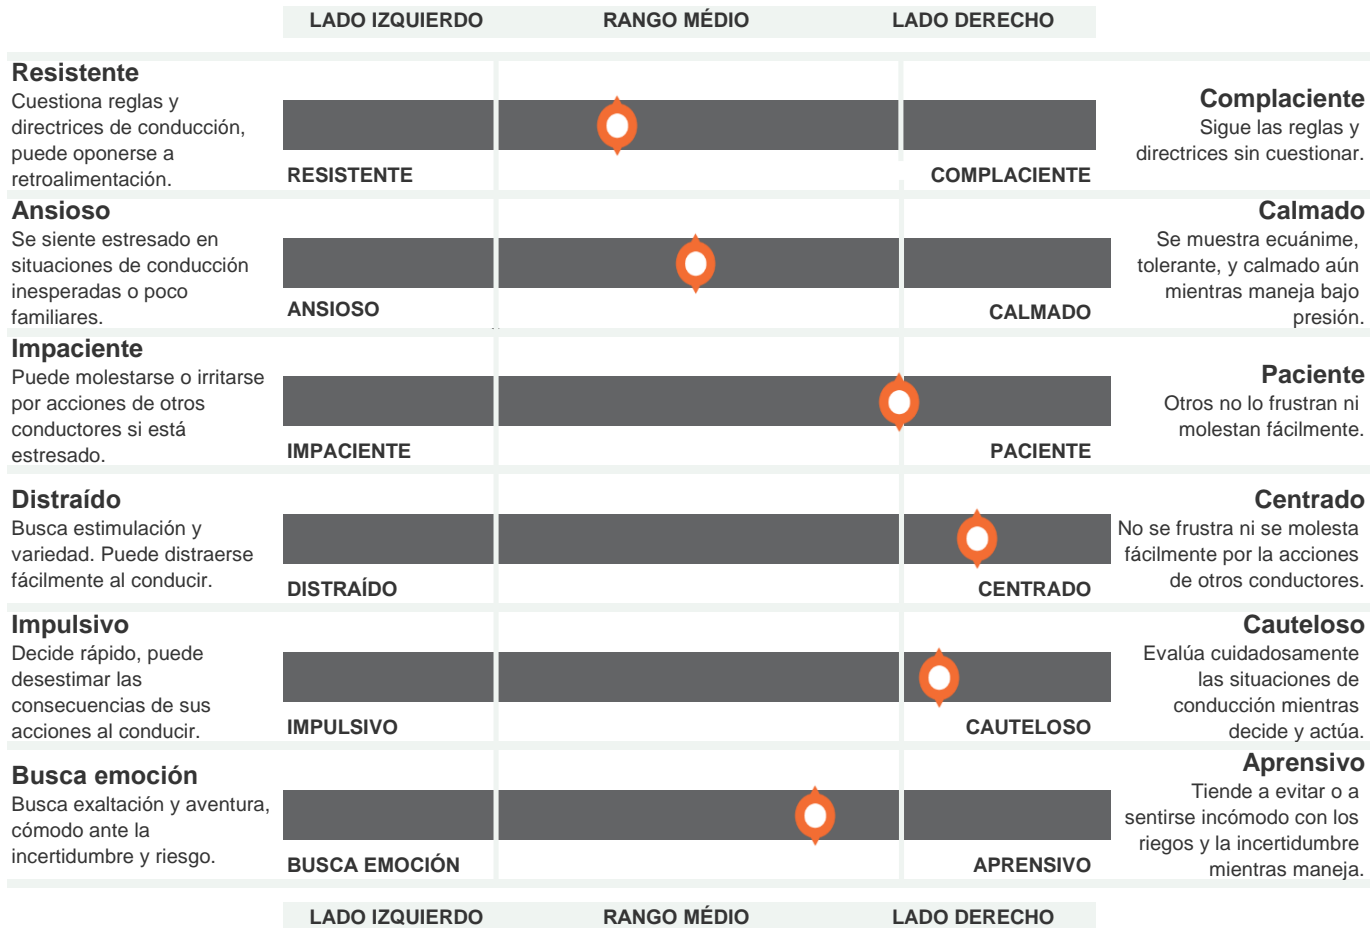 LADO IZQUIERDO RANGO MÉDIO LADO DERECHO
Resistente
Cuestiona reglas y
directrices de conducción,
puede oponerse a
retroalimentación.
RESISTENTE COMPLACIENTE
Complaciente
Sigue las reglas y
directrices sin cuestionar.
Ansioso
Se siente estresado en
situaciones de conducción
inesperadas o poco
familiares.
ANSIOSO CALMADO
Calmado
Se muestra ecuánime,
tolerante, y calmado aún
mientras maneja bajo
presión.
Impaciente
Puede molestarse o irritarse
por acciones de otros
conductores si está
estresado.
IMPACIENTE PACIENTE
Paciente
Otros no lo frustran ni
molestan fácilmente.
Distraído
Busca estimulación y
variedad. Puede distraerse
fácilmente al conducir.
DISTRAÍDO CENTRADO
Centrado
No se frustra ni se molesta
fácilmente por la acciones
de otros conductores.
Impulsivo
Decide rápido, puede
desestimar las
consecuencias de sus
acciones al conducir.
IMPULSIVO CAUTELOSO
Cauteloso
Evalúa cuidadosamente
las situaciones de
conducción mientras
decide y actúa.
Busca emoción
Busca exaltación y aventura,
cómodo ante la
incertidumbre y riesgo.
BUSCA EMOCIÓN APRENSIVO
Aprensivo
Tiende a evitar o a
sentirse incómodo con los
riegos y la incertidumbre
mientras maneja.
LADO IZQUIERDO RANGO MÉDIO LADO DERECHO